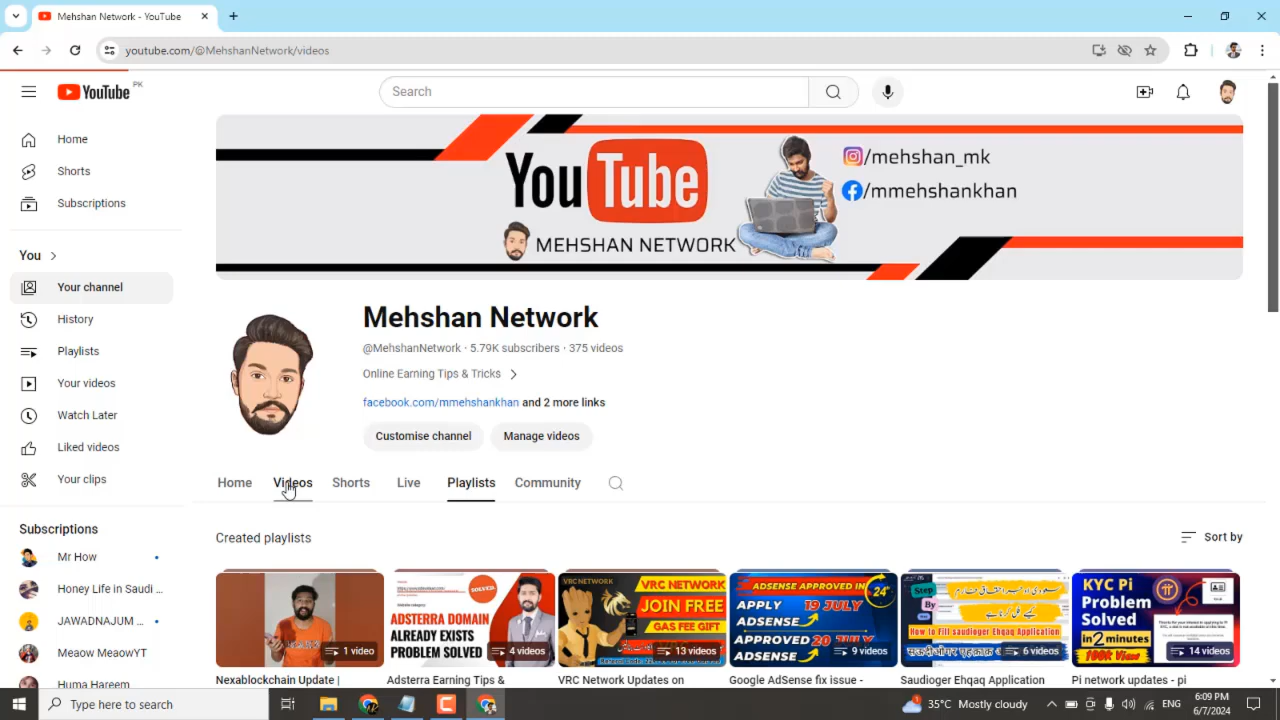 Mehshan Network - YouTube
youtube.com/@MehshanNetwork/videos
YouTube PK
Search
Home
Shorts
Subscriptions
You
Your channel
History
Playlists
Your videos
Watch Later
Liked videos
Your clips
Subscriptions
Mr How
Honey Life in Saudi ...
JAWADNAJUM ...
Meaow MeaowYT
Huma Hareem
YouTube
MEHSHAN NETWORK
/mehshan_mk
/mmehshankhan
Mehshan Network
@MehshanNetwork · 5.79K subscribers · 375 videos
Online Earning Tips & Tricks
facebook.com/mmehshankhan and 2 more links
Customise channel
Manage videos
Home
Videos
Shorts
Live
Playlists
Community
Created playlists
Sort by
1 video
Nexablockchain Update |
SOLVED
ADSTERRA DOMAIN
ALREADY EXISTS
PROBLEM SOLVED
4 videos
Adsterra Earning Tips &
VRC NETWORK
VRC NETWORK
JOIN FREE
GAS FEE GIFT
13 videos
VRC Network Updates on
ADSENSE APPROVED IN
24
APPLY 19 JULY
ADSENSE
APPROVED 20 JULY
ADSENSE
9 videos
Google AdSense fix issue -
Step
By
How to Fill saudioger Ehqaq Application
6 videos
Saudioger Ehqaq Application
KYC Pi
Problem
Solved
in 2 minutes
100k View
14 videos
Pi network updates - pi
Type here to search
35°C Mostly cloudy
ENG
6:09 PM
6/7/2024